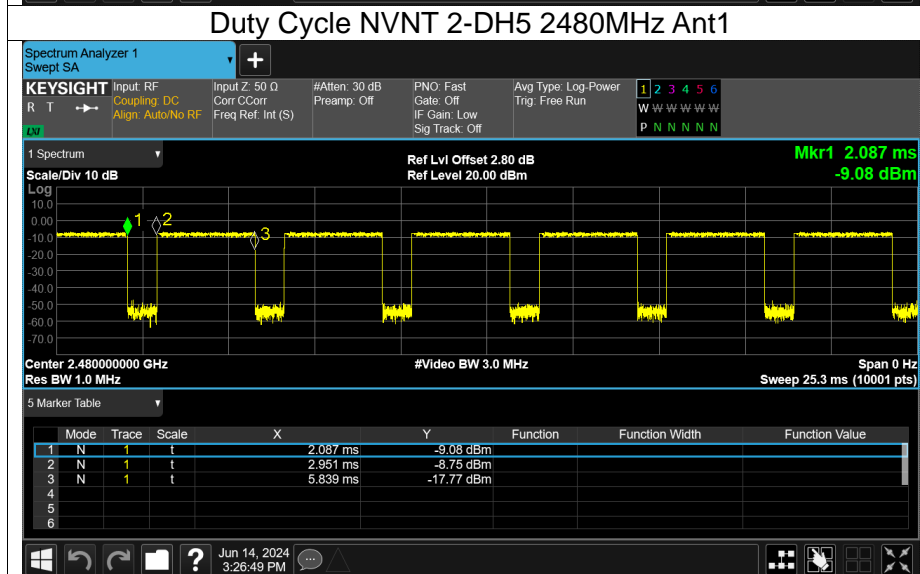 Duty Cycle NVNT 2-DH5 2480MHz Ant1
Spectrum Analyzer 1
Swept SA
+
KEYSIGHT
R T
LXI
Input: RF
Coupling: DC
Align: Auto/No RF
Input Z: 50 Ω
Corr CCorr
Freq Ref: Int (S)
#Atten: 30 dB
Preamp: Off
PNO: Fast
Gate: Off
IF Gain: Low
Sig Track: Off
Avg Type: Log-Power
Trig: Free Run
1 2 3 4 5 6
W W W W W W
P N N N N N
1 Spectrum
Scale/Div 10 dB
Ref Lvl Offset 2.80 dB
Ref Level 20.00 dBm
Mkr1 2.087 ms
-9.08 dBm
Log
10.0
0.00
-10.0
-20.0
-30.0
-40.0
-50.0
-60.0
-70.0
1
2
3
Center 2.480000000 GHz
#Video BW 3.0 MHz
Span 0 Hz
Res BW 1.0 MHz
Sweep 25.3 ms (10001 pts)
5 Marker Table
Mode Trace Scale X Y Function Function Width Function Value
1 N 1 t 2.087 ms -9.08 dBm
2 N 1 t 2.951 ms -8.75 dBm
3 N 1 t 5.839 ms -17.77 dBm
4
5
6
?
Jun 14, 2024
3:26:49 PM